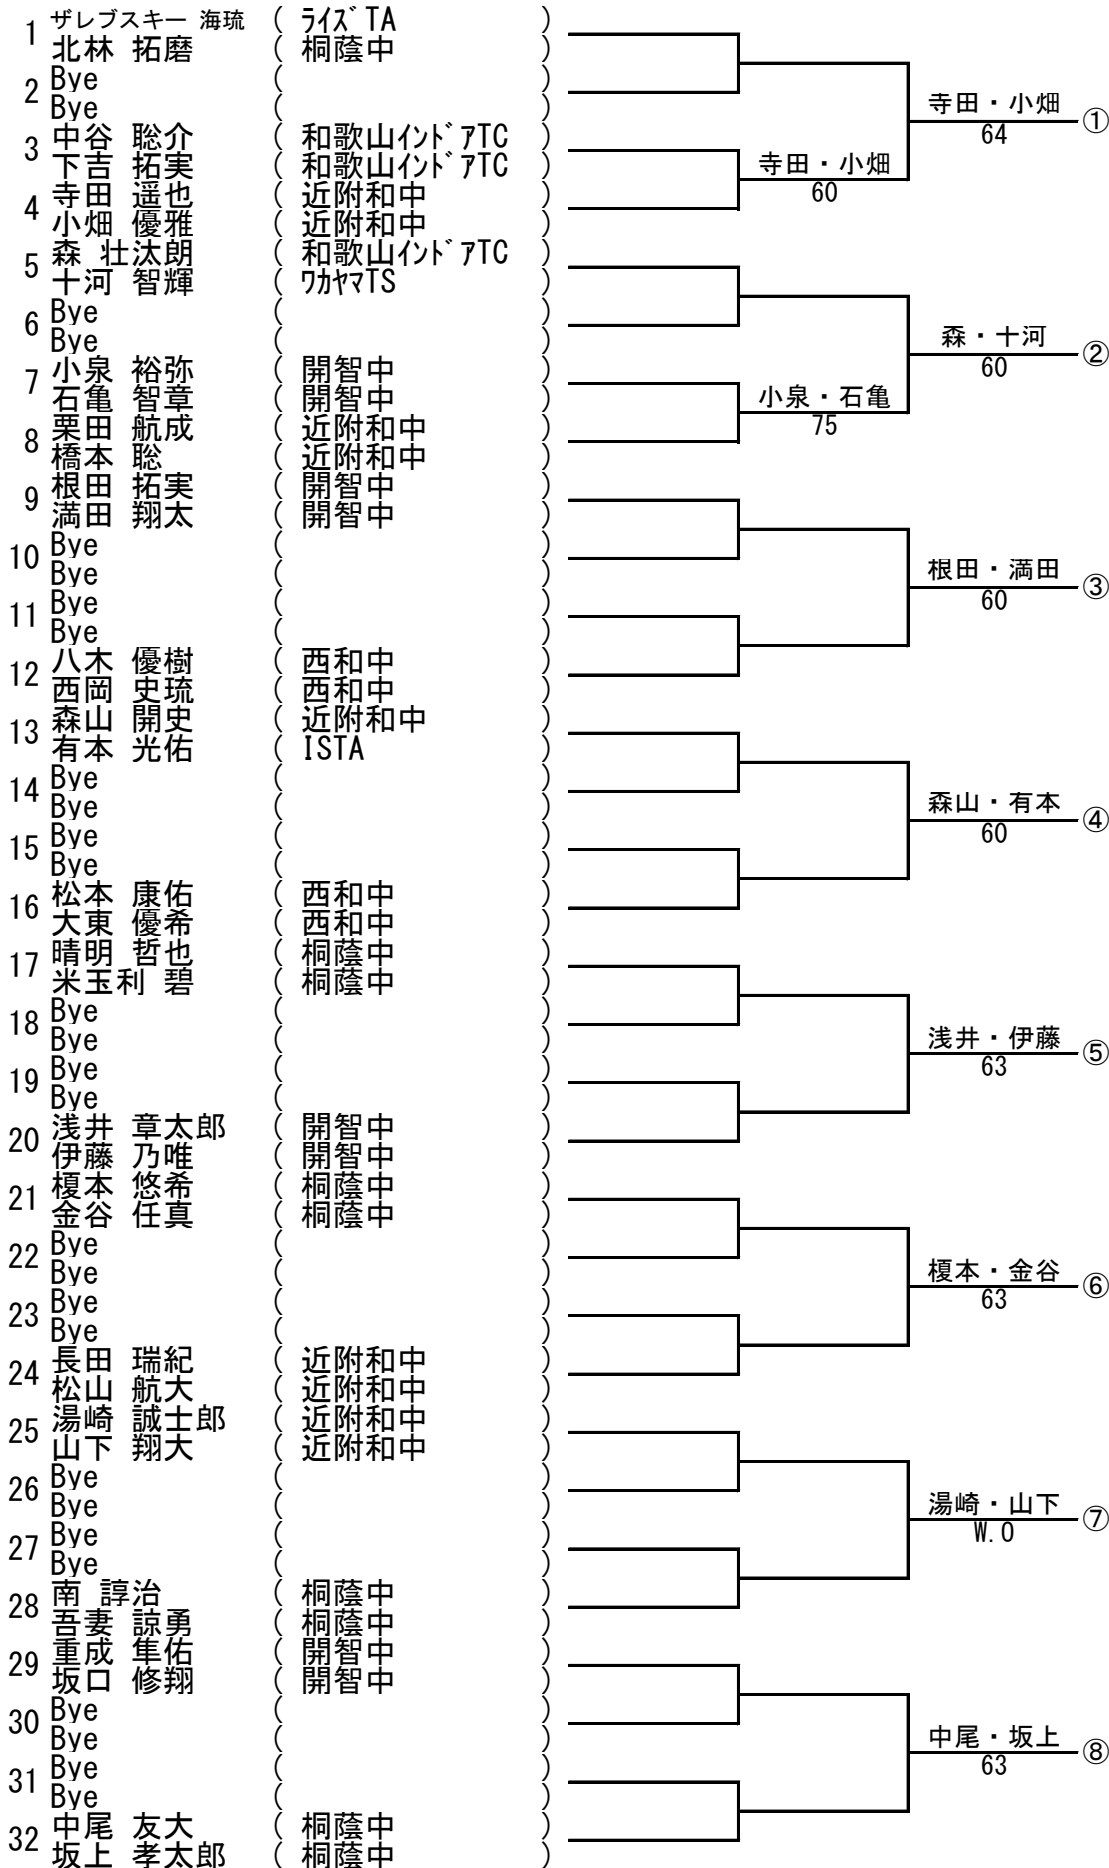 1 ザレブスキー 海琉 ( ﾗｲｽﾞTA )
北林 拓磨 ( 桐蔭中 )
2 Bye ( )
Bye ( )
3 中谷 聡介 ( 和歌山ｲﾝﾄﾞｱTC )
下吉 拓実 ( 和歌山ｲﾝﾄﾞｱTC )
4 寺田 遥也 ( 近附和中 )
小畑 優雅 ( 近附和中 )
5 森 壮汰朗 ( 和歌山ｲﾝﾄﾞｱTC )
十河 智輝 ( ﾜｶﾔﾏTS )
6 Bye ( )
Bye ( )
7 小泉 裕弥 ( 開智中 )
石亀 智章 ( 開智中 )
8 栗田 航成 ( 近附和中 )
橋本 聡 ( 近附和中 )
9 根田 拓実 ( 開智中 )
満田 翔太 ( 開智中 )
10 Bye ( )
Bye ( )
11 Bye ( )
Bye ( )
12 八木 優樹 ( 西和中 )
西岡 史琉 ( 西和中 )
13 森山 開史 ( 近附和中 )
有本 光佑 ( ISTA )
14 Bye ( )
Bye ( )
15 Bye ( )
Bye ( )
16 松本 康佑 ( 西和中 )
大東 優希 ( 西和中 )
17 晴明 哲也 ( 桐蔭中 )
米玉利 碧 ( 桐蔭中 )
18 Bye ( )
Bye ( )
19 Bye ( )
Bye ( )
20 浅井 章太郎 ( 開智中 )
伊藤 乃唯 ( 開智中 )
21 榎本 悠希 ( 桐蔭中 )
金谷 任真 ( 桐蔭中 )
22 Bye ( )
Bye ( )
23 Bye ( )
Bye ( )
24 長田 瑞紀 ( 近附和中 )
松山 航大 ( 近附和中 )
25 湯崎 誠士郎 ( 近附和中 )
山下 翔大 ( 近附和中 )
26 Bye ( )
Bye ( )
27 Bye ( )
Bye ( )
28 南 諄治 ( 桐蔭中 )
吾妻 諒勇 ( 桐蔭中 )
29 重成 隼佑 ( 開智中 )
坂口 修翔 ( 開智中 )
30 Bye ( )
Bye ( )
31 Bye ( )
Bye ( )
32 中尾 友大 ( 桐蔭中 )
坂上 孝太郎 ( 桐蔭中 )
寺田・小畑
60
小泉・石亀
75
寺田・小畑 ①
64
森・十河 ②
60
根田・満田 ③
60
森山・有本 ④
60
浅井・伊藤 ⑤
63
榎本・金谷 ⑥
63
湯崎・山下 ⑦
W.O
中尾・坂上 ⑧
63